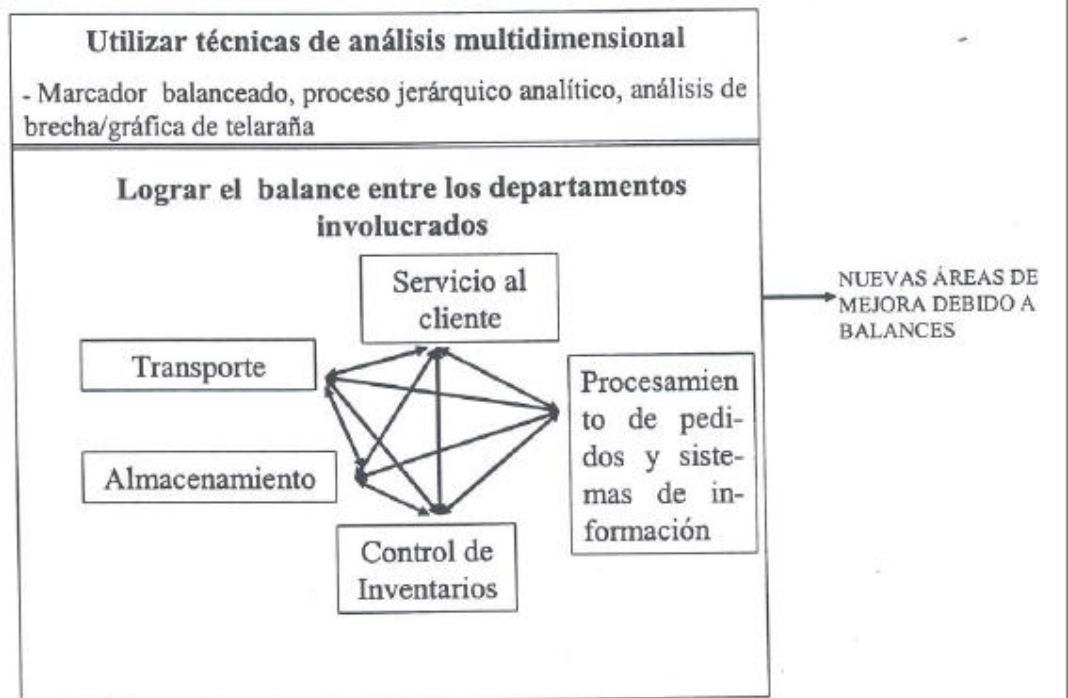 Utilizar técnicas de análisis multidimensional
- Marcador balanceado, proceso jerárquico analítico, análisis de
brecha/gráfica de telaraña
Lograr el balance entre los departamentos
involucrados
Servicio al
cliente
Transporte
Almacenamiento
Control de
Inventarios
Procesamien
to de pedi-
dos y siste-
mas de in-
formación
NUEVAS ÁREAS DE
MEJORA DEBIDO A
BALANCES